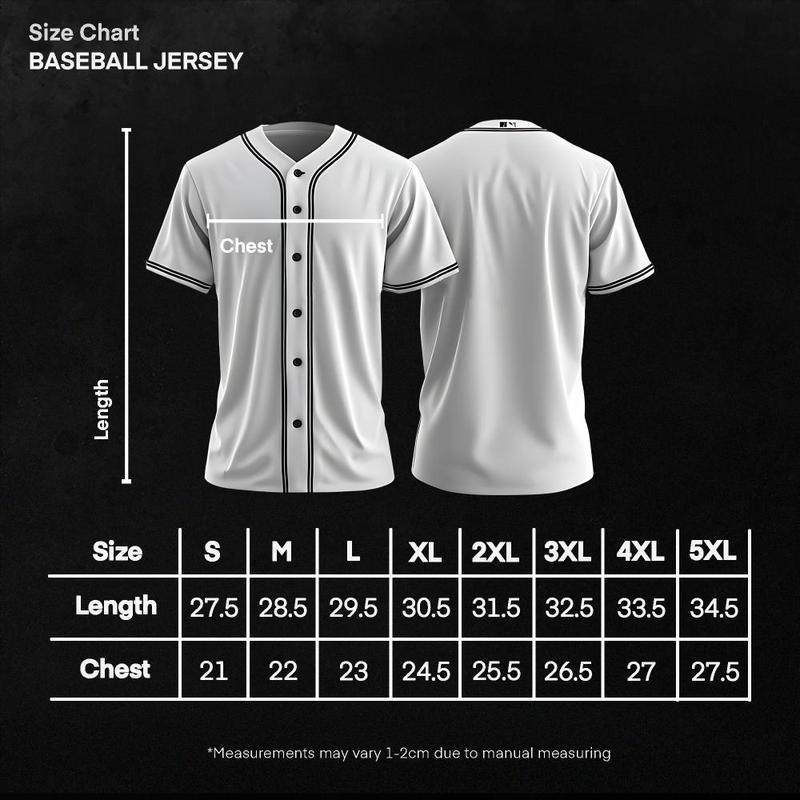 Size Chart
BASEBALL JERSEY
Chest
Length
Size S M L XL 2XL 3XL 4XL 5XL
Length 27.5 28.5 29.5 30.5 31.5 32.5 33.5 34.5
Chest 21 22 23 24.5 25.5 26.5 27 27.5
*Measurements may vary 1-2cm due to manual measuring